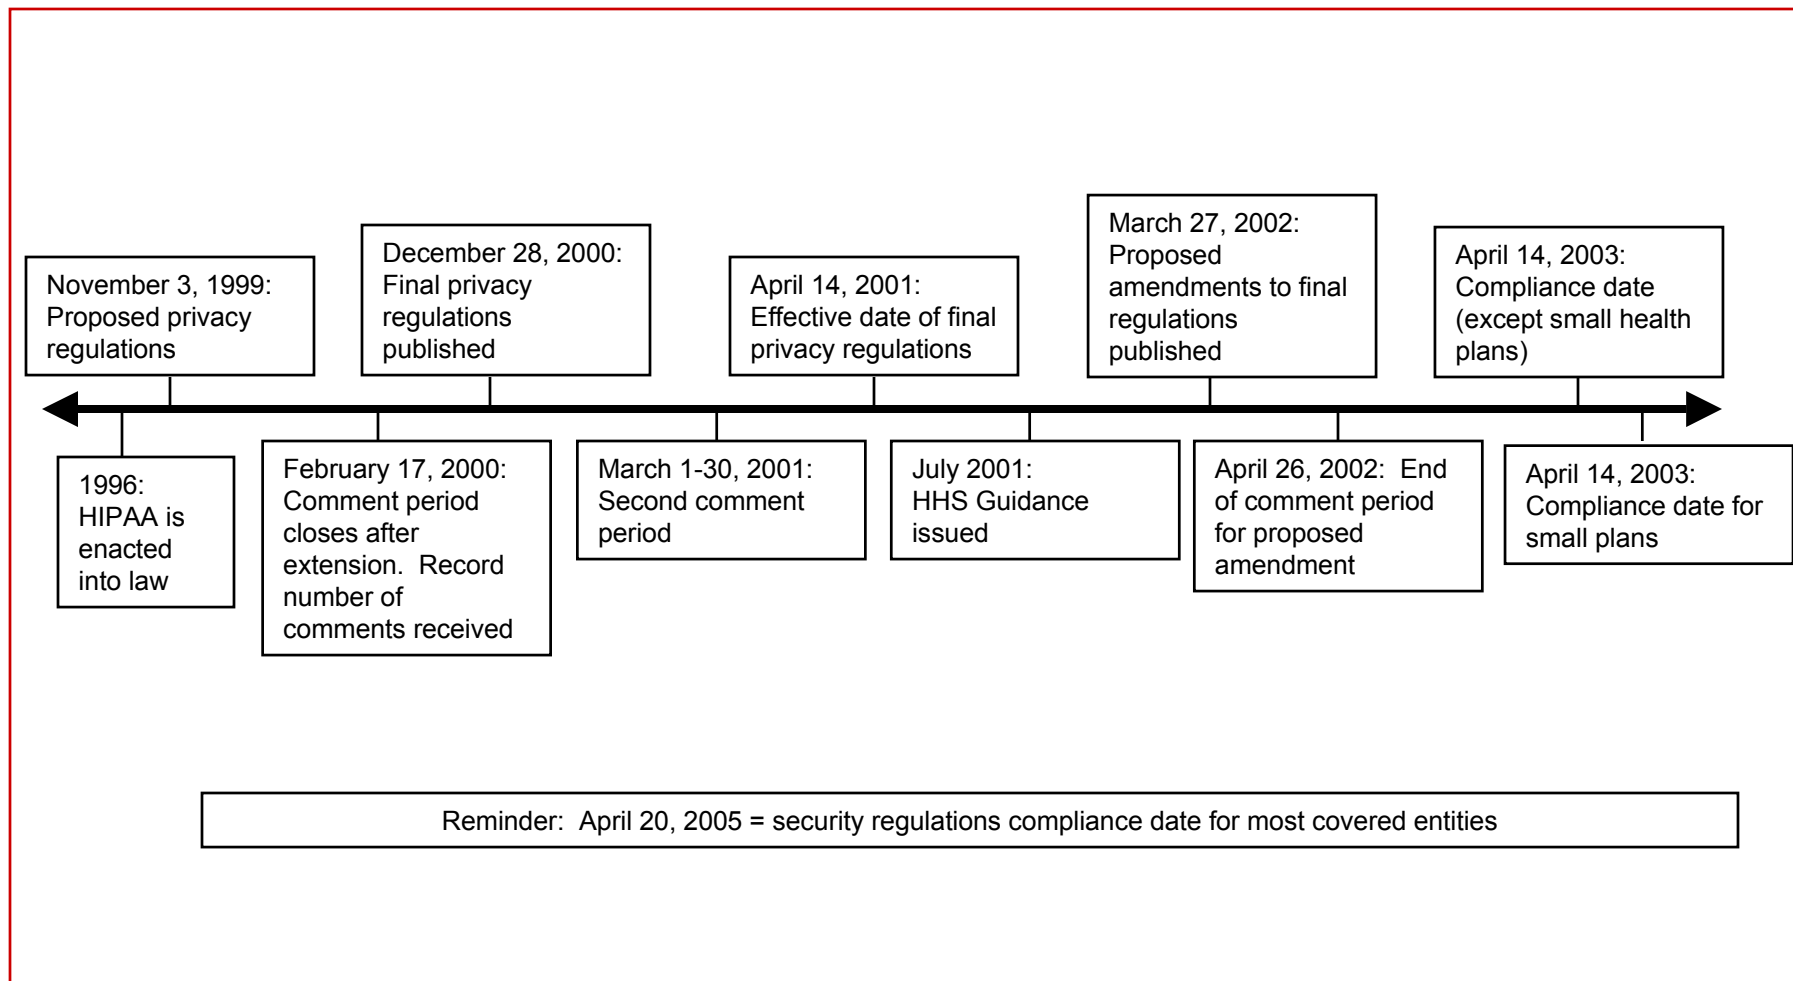 November 3, 1999:
Proposed privacy
regulations
December 28, 2000:
Final privacy
regulations
published
April 14, 2001:
Effective date of final
privacy regulations
March 27, 2002:
Proposed
amendments to final
regulations
published
April 14, 2003:
Compliance date
(except small health
plans)
1996:
HIPAA is
enacted
into law
February 17, 2000:
Comment period
closes after
extension.  Record
number of
comments received
March 1-30, 2001:
Second comment
period
July 2001:
HHS Guidance
issued
April 26, 2002:  End
of comment period
for proposed
amendment
April 14, 2003:
Compliance date for
small plans
Reminder:  April 20, 2005 = security regulations compliance date for most covered entities